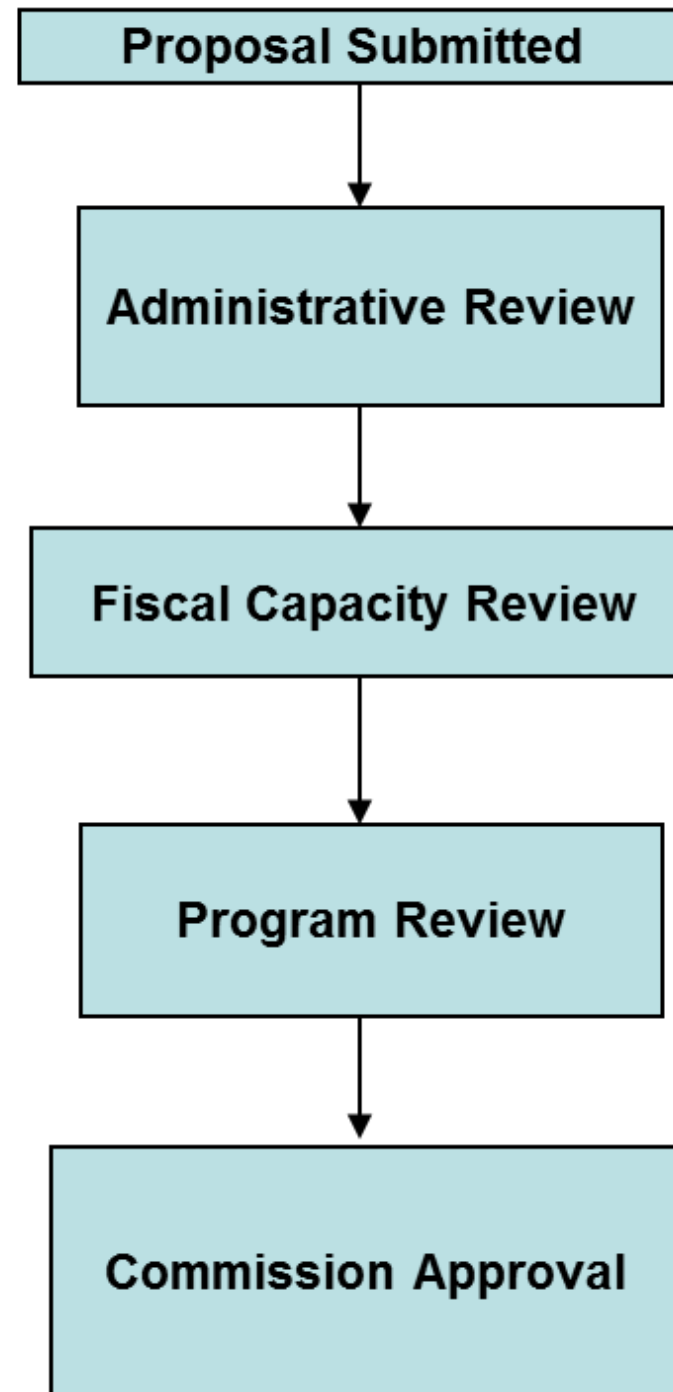 Proposal Submitted
Administrative Review
Fiscal Capacity Review
Program Review
Commission Approval